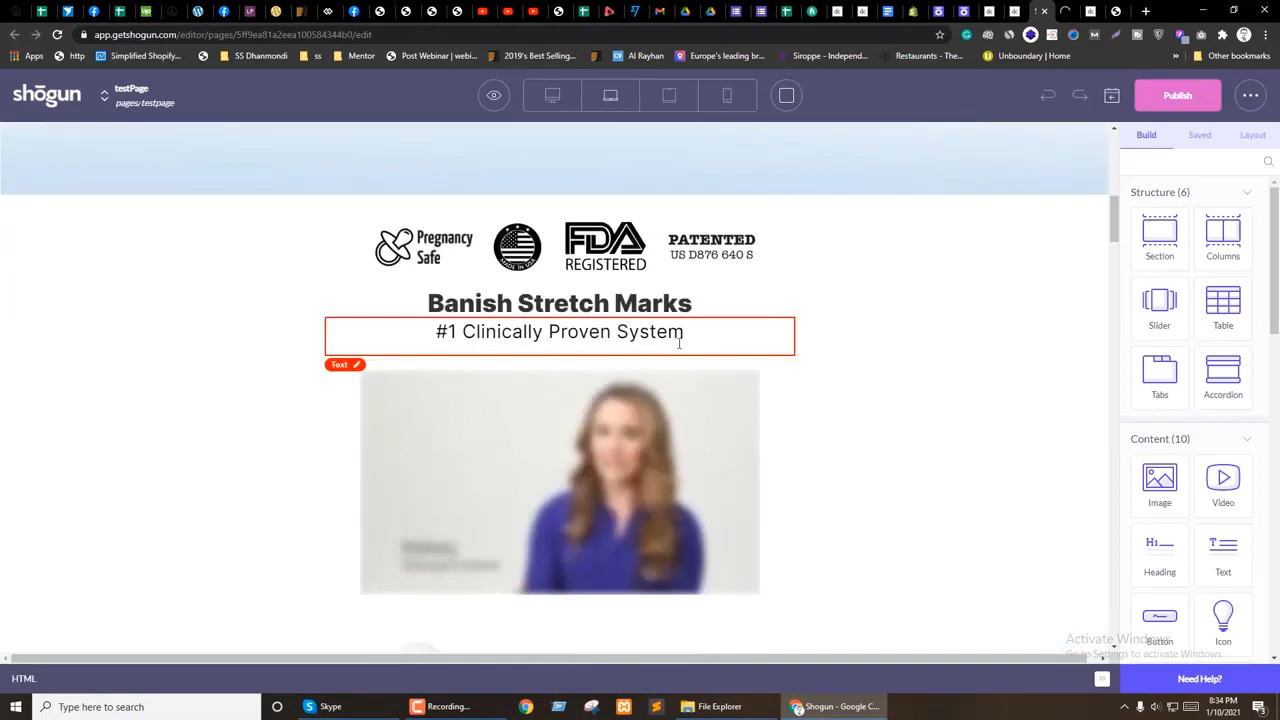 app.getshogun.com/editor/pages/5ff9ea81a2eea100584344b0/edit
Apps http Simplified Shopify... SS Dhanmondi ss Mentor Post Webinar | webi... 2019's Best Selling... Al Rayhan Europe's leading br... Siroppe - Independ... Restaurants - The... Unboundary | Home » Other bookmarks
shōgun
testPage
pages/testpage
Publish
Build Saved Layout
Structure (6)
Section Columns
Slider Table
Tabs Accordion
Content (10)
Image Video
Heading Text
Button Icon
Pregnancy
Safe
MADE IN USA
FDA
REGISTERED
PATENTED
US D876 640 S
Banish Stretch Marks
#1 Clinically Proven System
Text
Activate Windows
Go to Settings to activate Windows.
HTML
Need Help?
Type here to search
Skype
Recording...
File Explorer
Shogun - Google C...
8:34 PM
1/10/2021